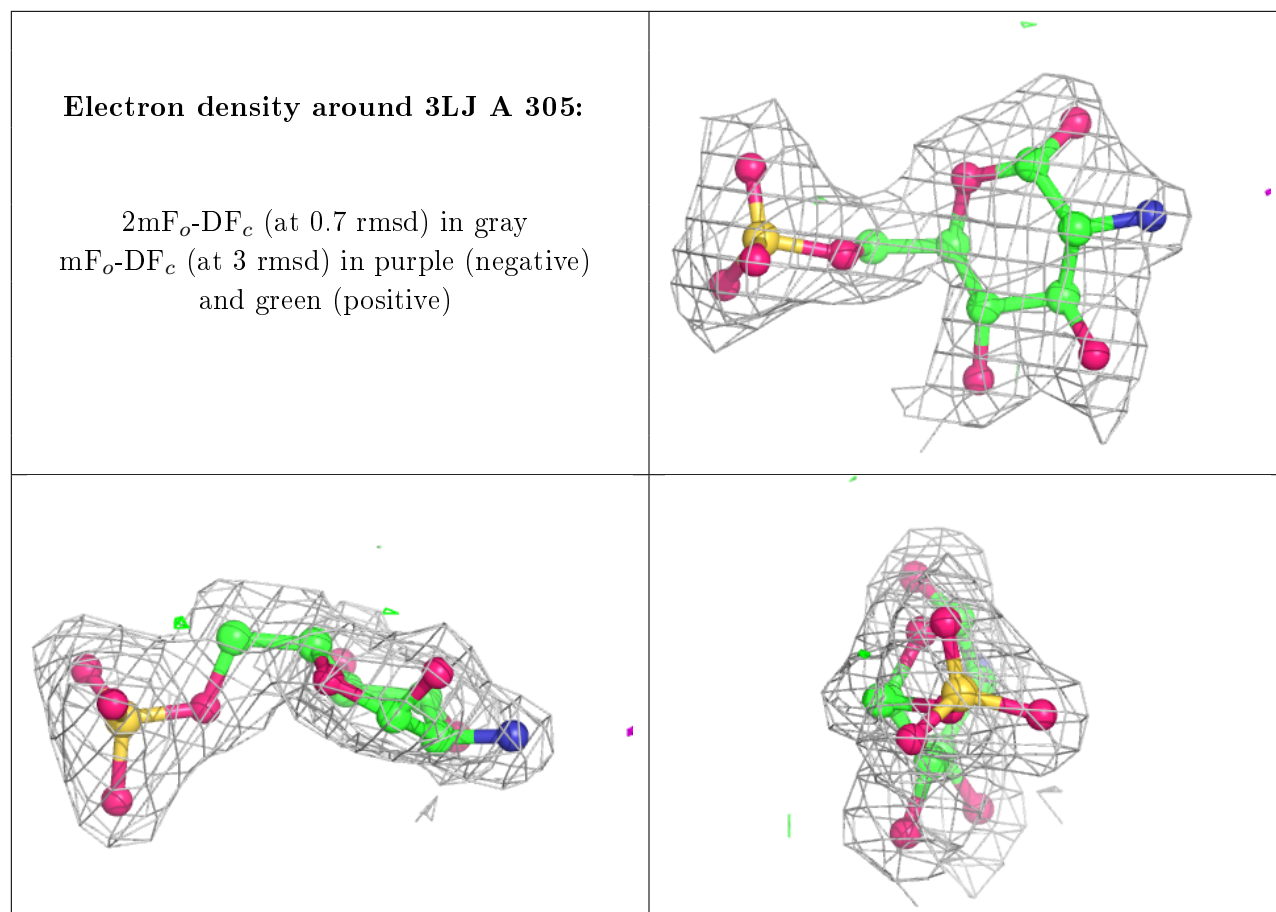 Electron density around 3LJ A 305:
2mFo-DFc (at 0.7 rmsd) in gray
mFo-DFc (at 3 rmsd) in purple (negative)
and green (positive)